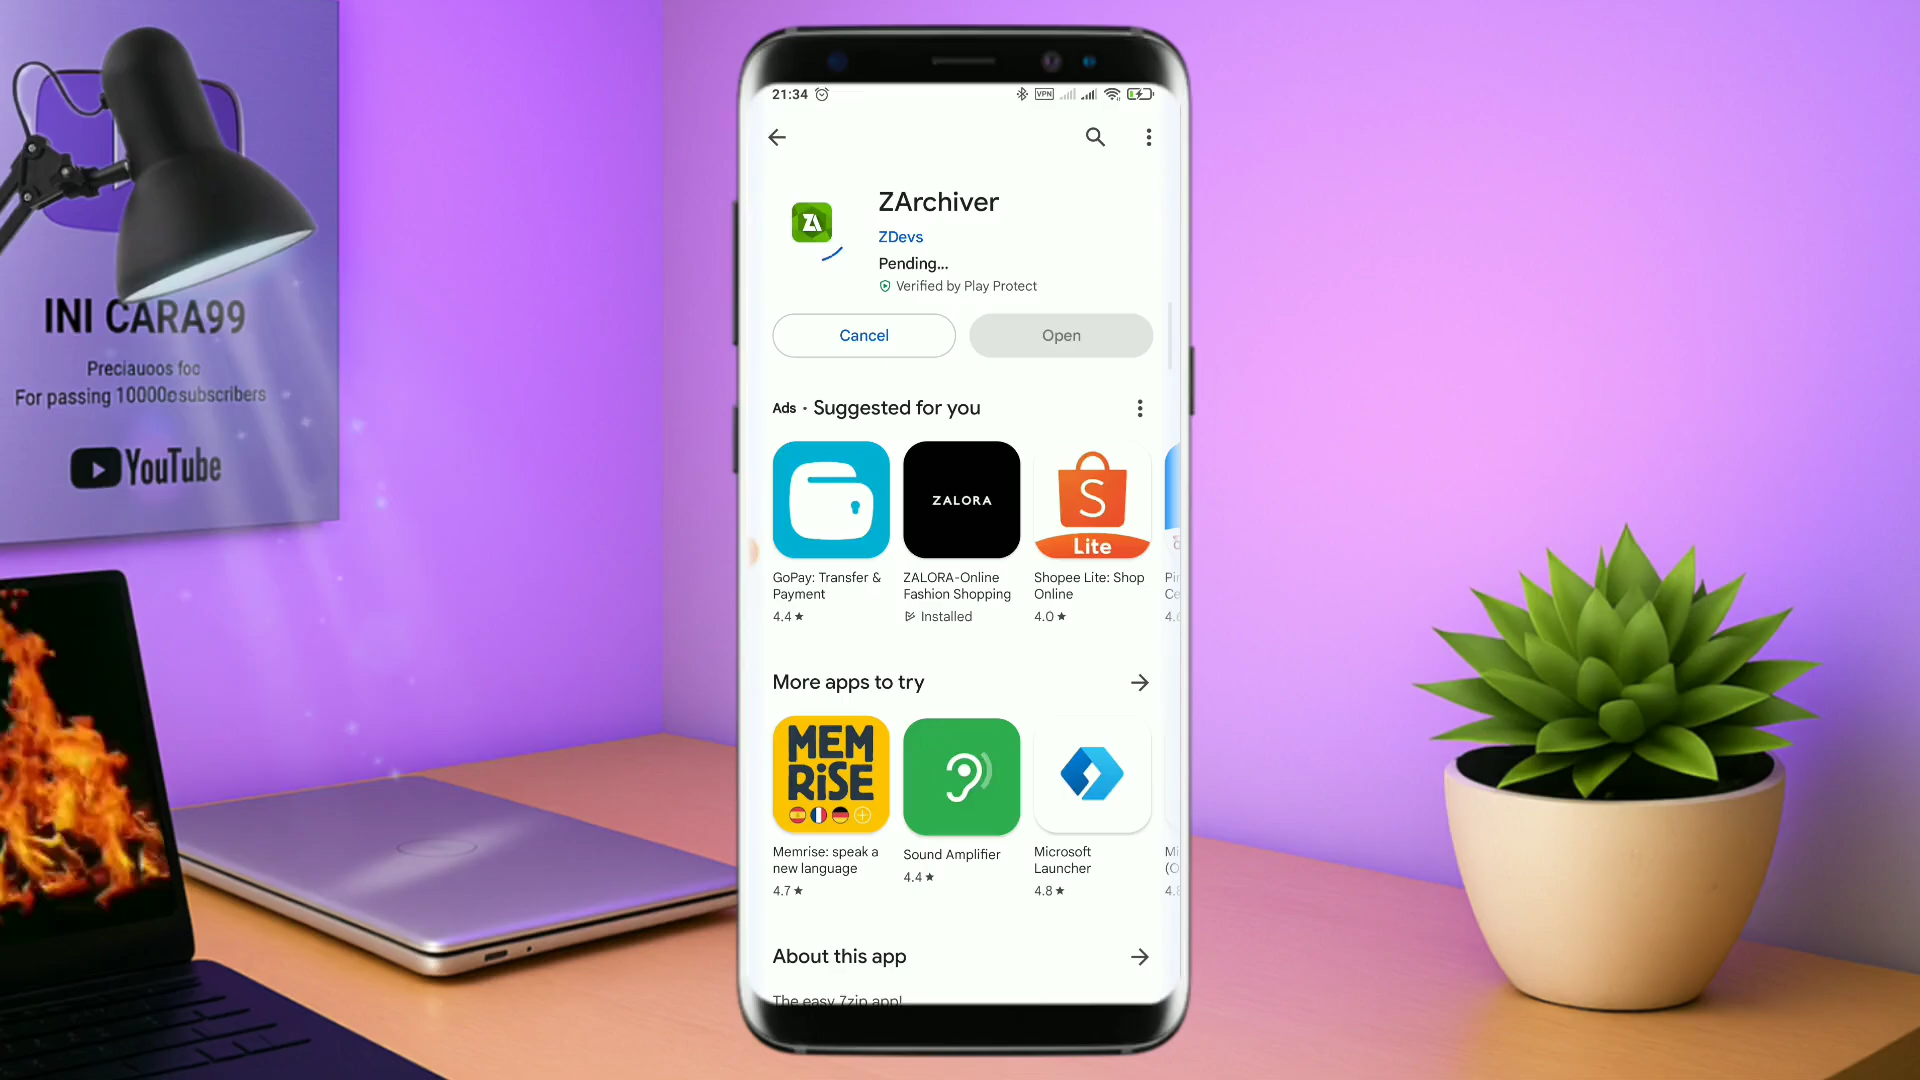 INI CARA99
Preciauoos foc
For passing 10000csubscribers
YouTube
21:34
VPN
ZArchiver
ZA
ZDevs
Pending...
Verified by Play Protect
Cancel
Open
Ads · Suggested for you
ZALORA
S
Lite
GoPay: Transfer &
Payment
4.4 ★
ZALORA-Online
Fashion Shopping
Installed
Shopee Lite: Shop
Online
4.0 ★
More apps to try
MEM
RiSE
Memrise: speak a
new language
4.7 ★
Sound Amplifier
4.4 ★
Microsoft
Launcher
4.8 ★
About this app
The easy 7zip app!